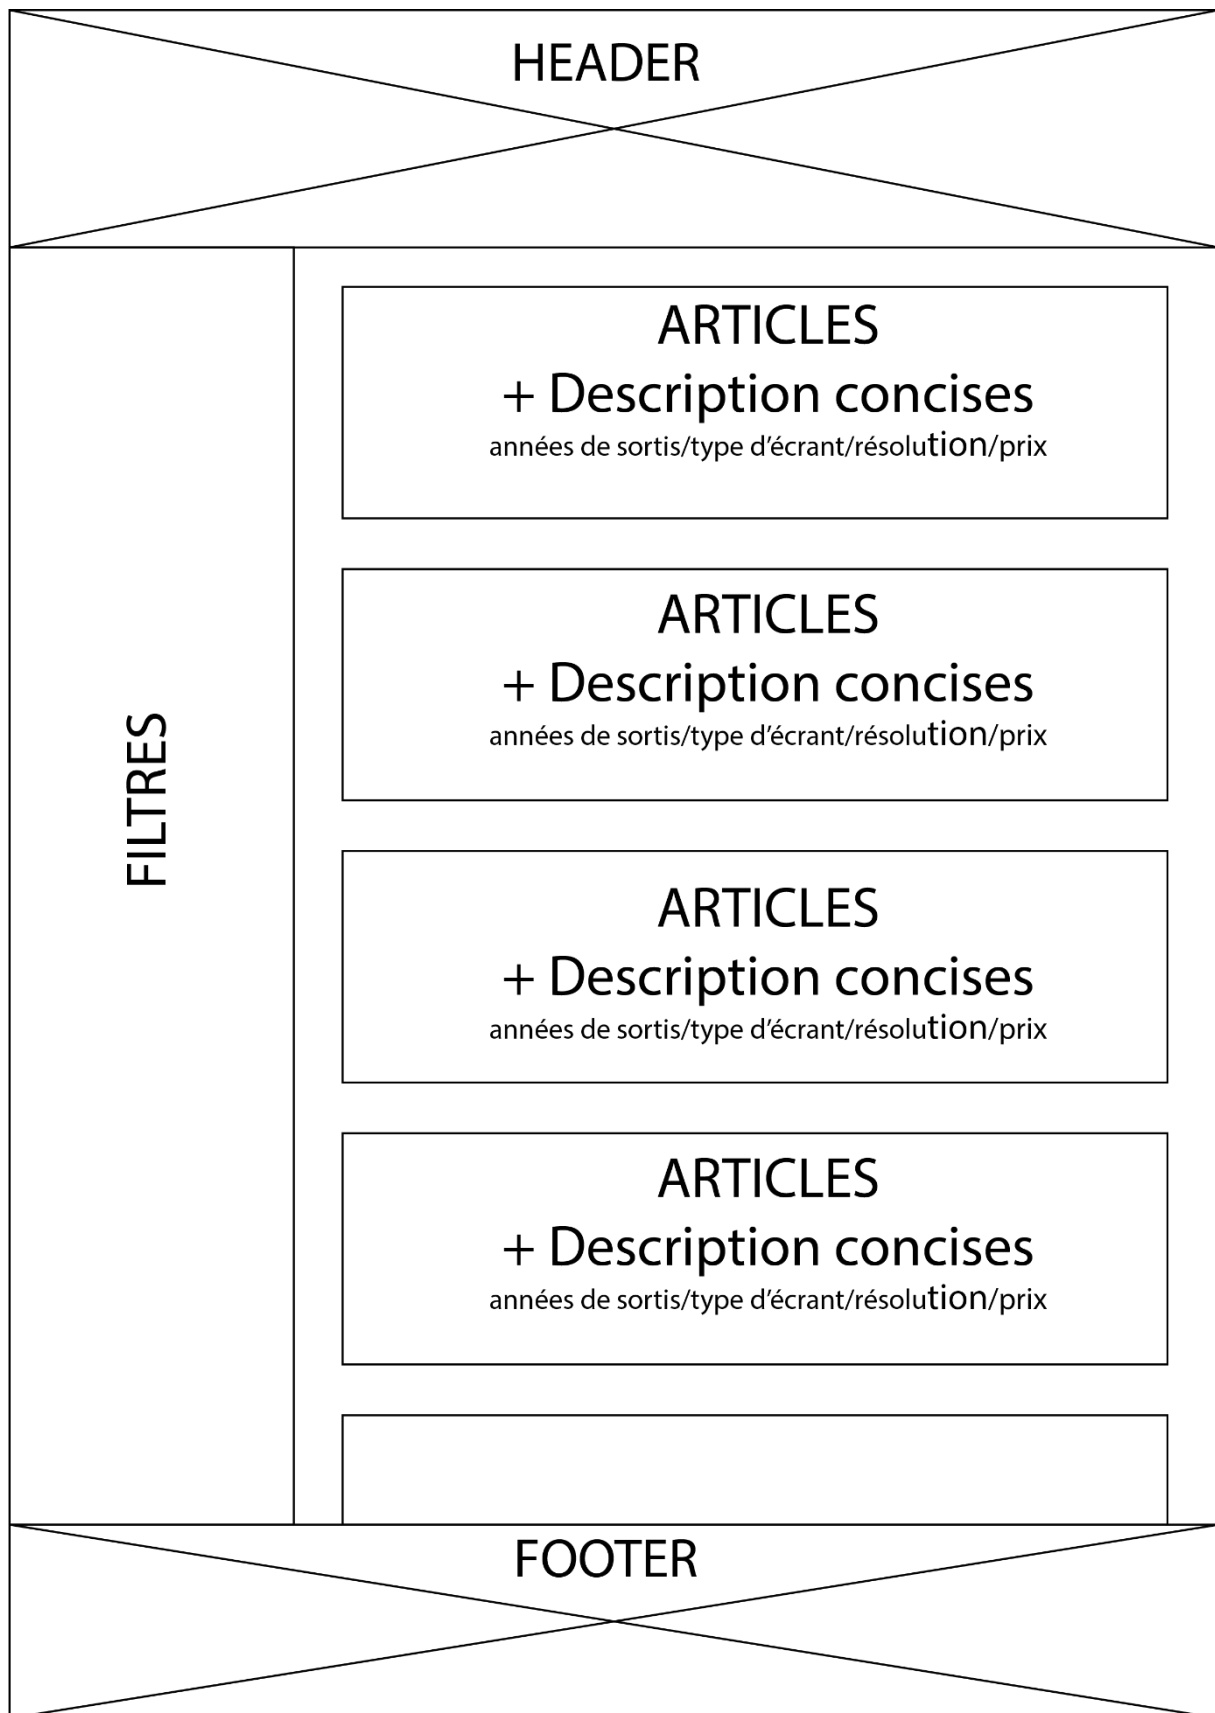 HEADER
FILTRES
ARTICLES
+ Description concises
années de sortis/type d’écrant/résolution/prix
ARTICLES
+ Description concises
années de sortis/type d’écrant/résolution/prix
ARTICLES
+ Description concises
années de sortis/type d’écrant/résolution/prix
ARTICLES
+ Description concises
années de sortis/type d’écrant/résolution/prix
FOOTER